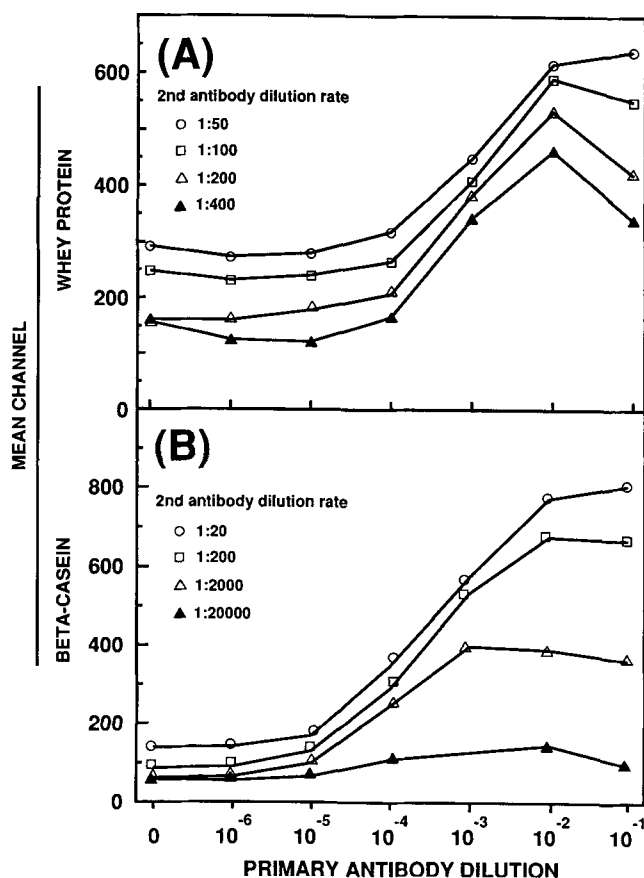 (A)
2nd antibody dilution rate
1:50
1:100
1:200
1:400
600
400
200
0
WHEY PROTEIN
MEAN CHANNEL
(B)
2nd antibody dilution rate
1:20
1:200
1:2000
1:20000
800
600
400
200
0
BETA-CASEIN
0 10⁻⁶ 10⁻⁵ 10⁻⁴ 10⁻³ 10⁻² 10⁻¹
PRIMARY ANTIBODY DILUTION